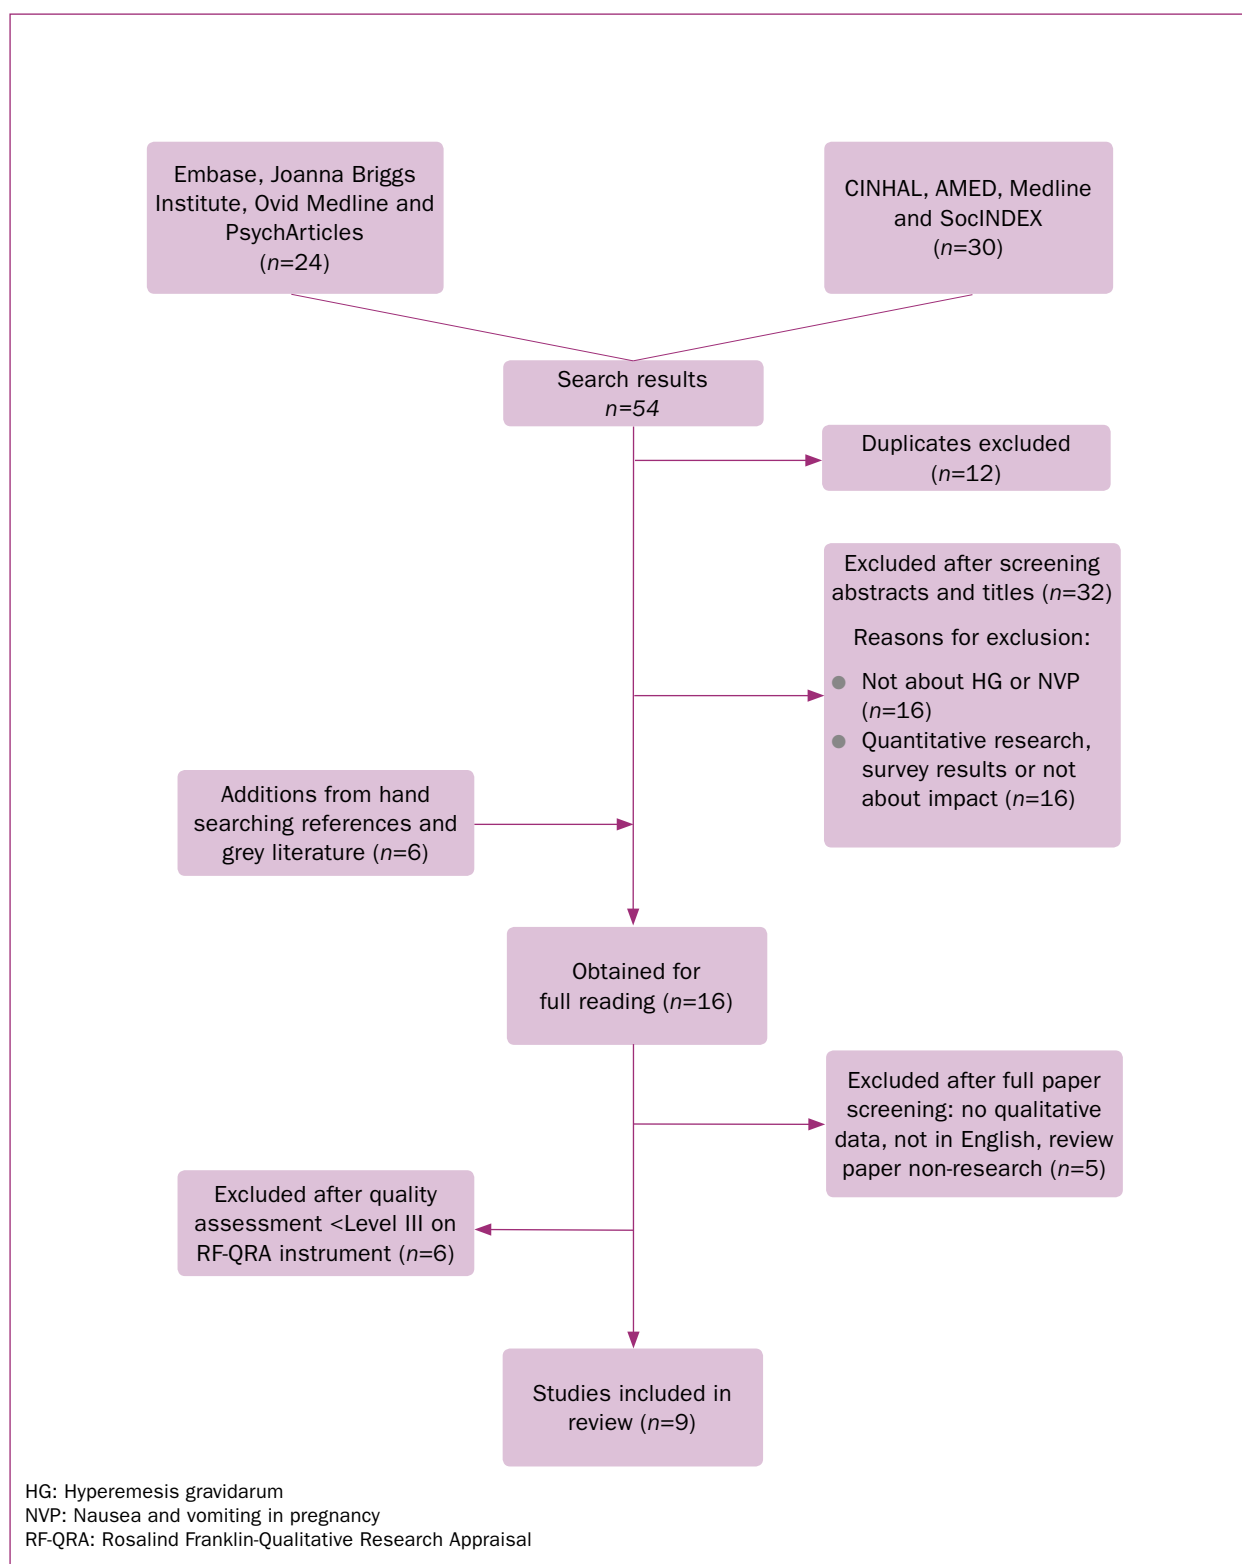 Embase, Joanna Briggs
Institute, Ovid Medline and
PsychArticles
(n=24)
CINHAL, AMED, Medline
and SocINDEX
(n=30)
Search results
n=54
Duplicates excluded
(n=12)
Excluded after screening
abstracts and titles (n=32)
Reasons for exclusion:
● Not about HG or NVP
(n=16)
● Quantitative research,
survey results or not
about impact (n=16)
Additions from hand
searching references and
grey literature (n=6)
Obtained for
full reading (n=16)
Excluded after full paper
screening: no qualitative
data, not in English, review
paper non-research (n=5)
Excluded after quality
assessment <Level III on
RF-QRA instrument (n=6)
Studies included in
review (n=9)
HG: Hyperemesis gravidarum
NVP: Nausea and vomiting in pregnancy
RF-QRA: Rosalind Franklin-Qualitative Research Appraisal